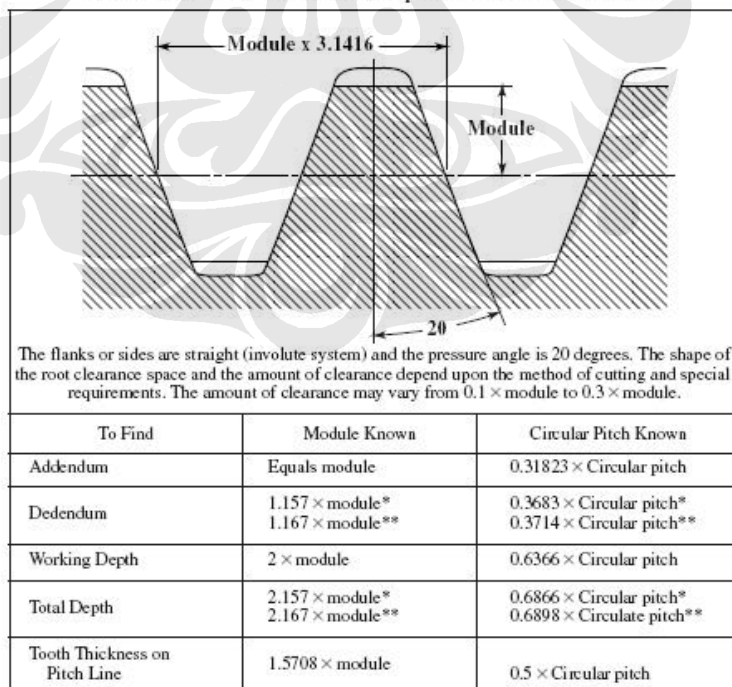 Module x 3.1416
Module
20
The flanks or sides are straight (involute system) and the pressure angle is 20 degrees. The shape of
the root clearance space and the amount of clearance depend upon the method of cutting and special
requirements. The amount of clearance may vary from 0.1 × module to 0.3 × module.
To Find Module Known Circular Pitch Known
Addendum Equals module 0.31823 × Circular pitch
Dedendum 1.157 × module* 0.3683 × Circular pitch*
1.167 × module** 0.3714 × Circular pitch**
Working Depth 2 × module 0.6366 × Circular pitch
Total Depth 2.157 × module* 0.6866 × Circular pitch*
2.167 × module** 0.6898 × Circulate pitch**
Tooth Thickness on
Pitch Line 1.5708 × module 0.5 × Circular pitch